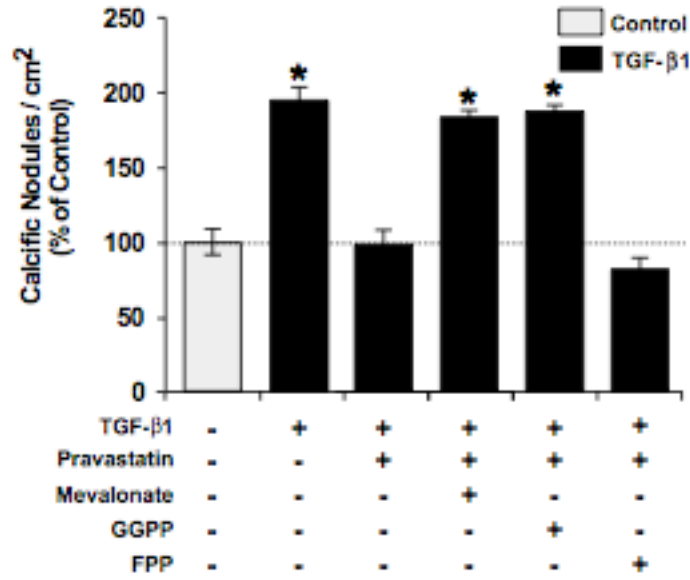 Control
TGF-β1
Calcific Nodules / cm²
(% of Control)
250
200
150
100
50
0
* * *
TGF-β1 - + + + + +
Pravastatin - - + + + +
Mevalonate - - - + - -
GGPP - - - - + -
FPP - - - - - +